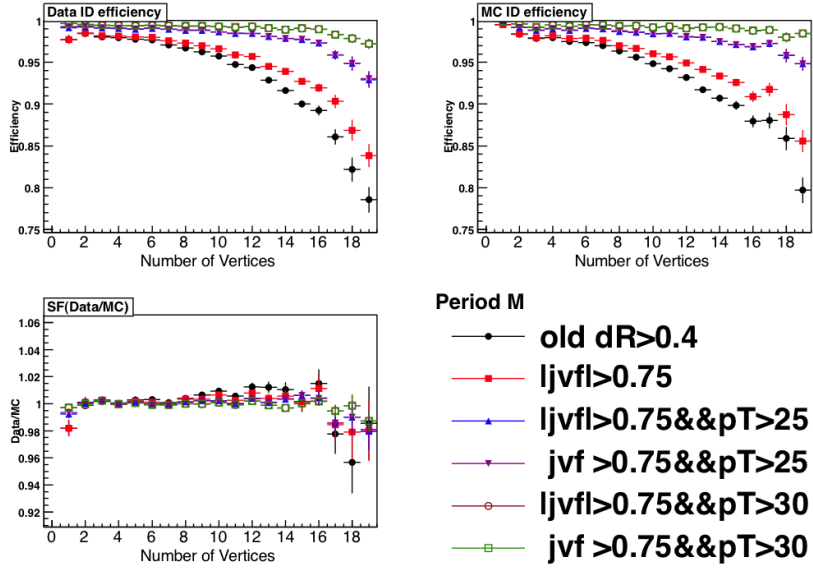 Data ID efficiency
Efficiency
1
0.95
0.9
0.85
0.8
0.75
0 2 4 6 8 10 12 14 16 18
Number of Vertices
MC ID efficiency
Efficiency
1
0.95
0.9
0.85
0.8
0.75
0 2 4 6 8 10 12 14 16 18
Number of Vertices
SF(Data/MC)
Data/MC
1.06
1.04
1.02
1.00
0.98
0.96
0.94
0.92
0 2 4 6 8 10 12 14 16 18
Number of Vertices
Period M
old dR>0.4
|jvf|>0.75
|jvf|>0.75&&pT>25
jvf >0.75&&pT>25
|jvf|>0.75&&pT>30
jvf >0.75&&pT>30